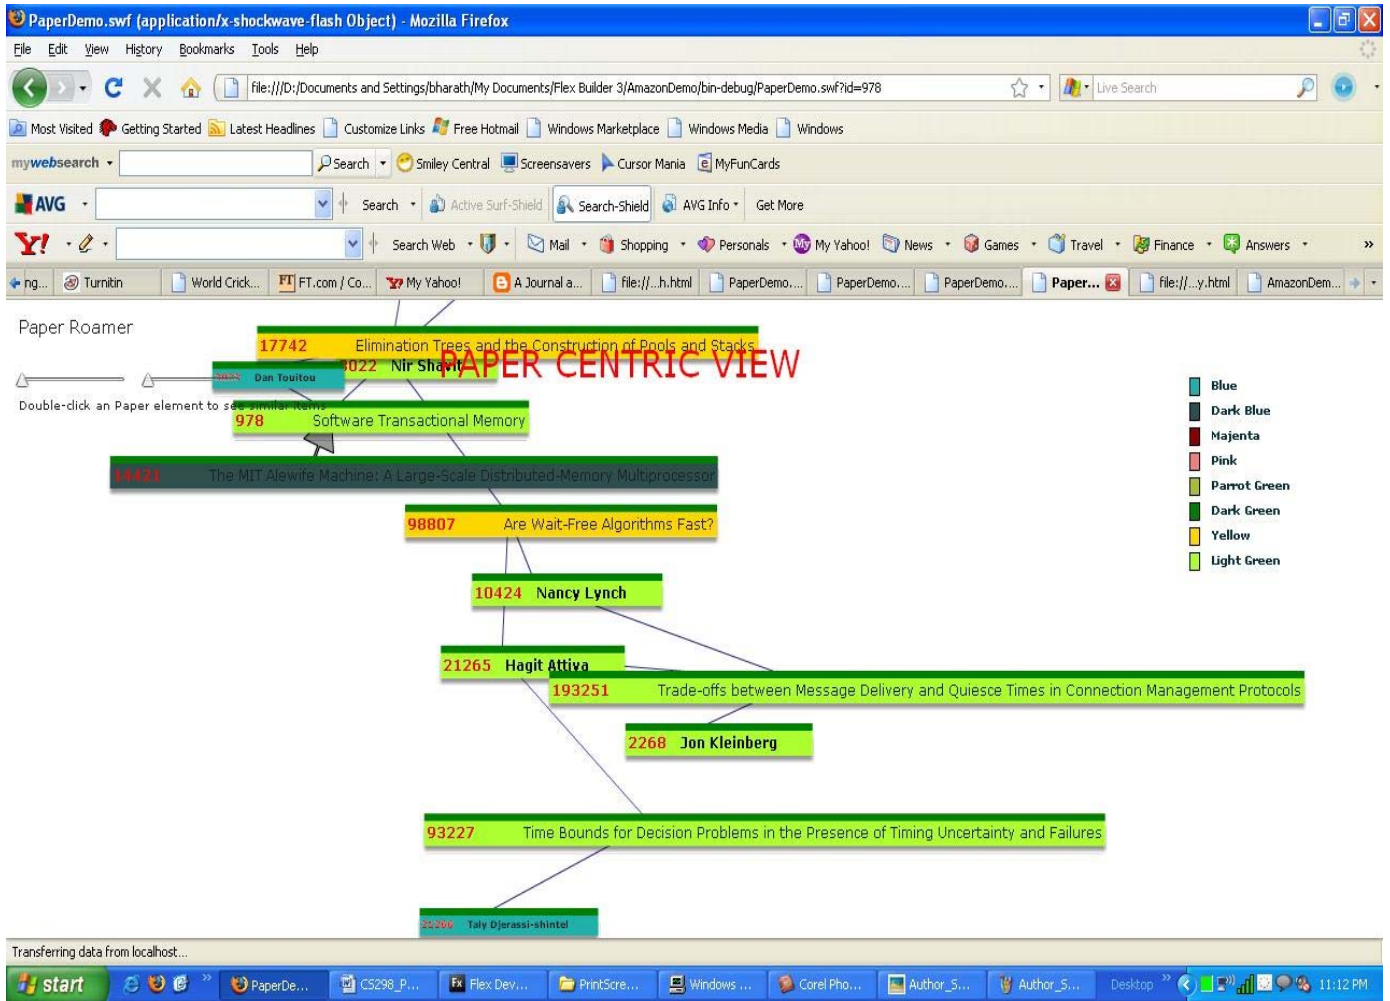 PaperDemo.swf (application/x-shockwave-flash Object) - Mozilla Firefox
File Edit View History Bookmarks Tools Help
file:///D:/Documents and Settings/bharath/My Documents/Flex Builder 3/AmazonDemo/bin-debug/PaperDemo.swf?id=978 Live Search
Most Visited Getting Started Latest Headlines Customize Links Free Hotmail Windows Marketplace Windows Media Windows
mywebsearch Search Smiley Central Screensavers Cursor Mania MyFunCards
AVG Search Active Surf-Shield Search-Shield AVG Info Get More
Y! Search Web Mail Shopping Personals My Yahoo! News Games Travel Finance Answers »
ng... Turnitin World Crick... FT FT.com / Co... My Yahoo! A Journal a... file://...h.html PaperDemo.... PaperDemo.... PaperDemo.... Paper... file://...y.html AmazonDem...
Paper Roamer
17742 Elimination Trees and the Construction of Pools and Stacks
3022 Nir Shavit
PAPER CENTRIC VIEW
Dan Touitou
Double-click an Paper element to see similar items
978 Software Transactional Memory
14421 The MIT Alewife Machine: A Large-Scale Distributed-Memory Multiprocessor
98807 Are Wait-Free Algorithms Fast?
10424 Nancy Lynch
21265 Hagit Attiya
193251 Trade-offs between Message Delivery and Quiesce Times in Connection Management Protocols
2268 Jon Kleinberg
93227 Time Bounds for Decision Problems in the Presence of Timing Uncertainty and Failures
21266 Taly Djerassi-shintel
Blue
Dark Blue
Majenta
Pink
Parrot Green
Dark Green
Yellow
Light Green
Transferring data from localhost...
start PaperDe... CS298_P... Flex Dev... PrintScre... Windows ... Corel Pho... Author_S... Author_S... Desktop » 11:12 PM